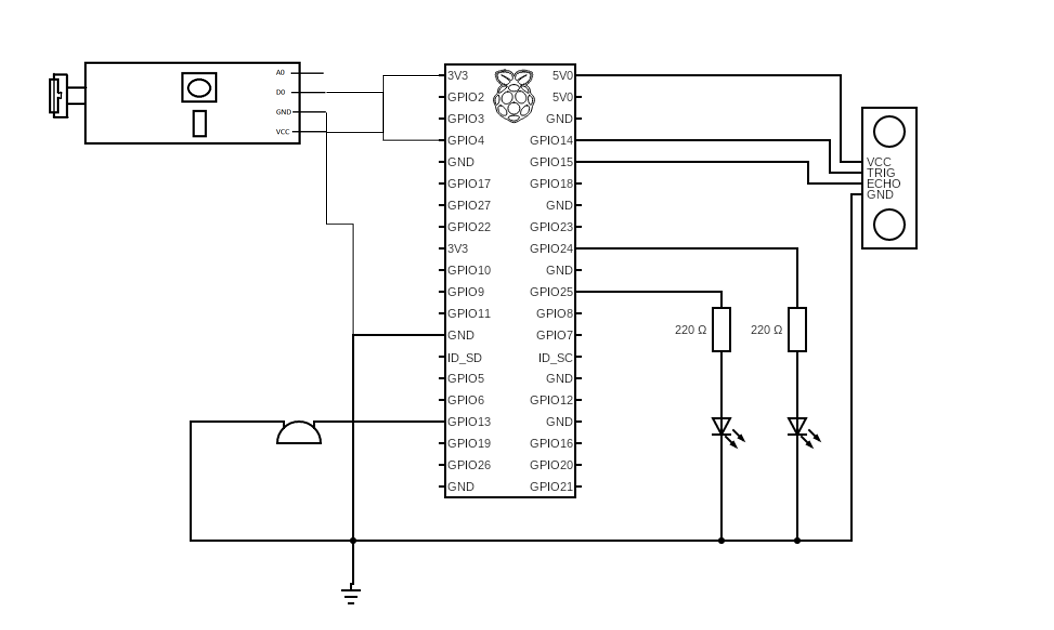 A0
D0
GND
VCC
3V3 5V0
GPIO2 5V0
GPIO3 GND
GPIO4 GPIO14
GND GPIO15
GPIO17 GPIO18
GPIO27 GND
GPIO22 GPIO23
3V3 GPIO24
GPIO10 GND
GPIO9 GPIO25
GPIO11 GPIO8
GND GPIO7
ID_SD ID_SC
GPIO5 GND
GPIO6 GPIO12
GPIO13 GND
GPIO19 GPIO16
GPIO26 GPIO20
GND GPIO21
VCC
TRIG
ECHO
GND
220 Ω 220 Ω